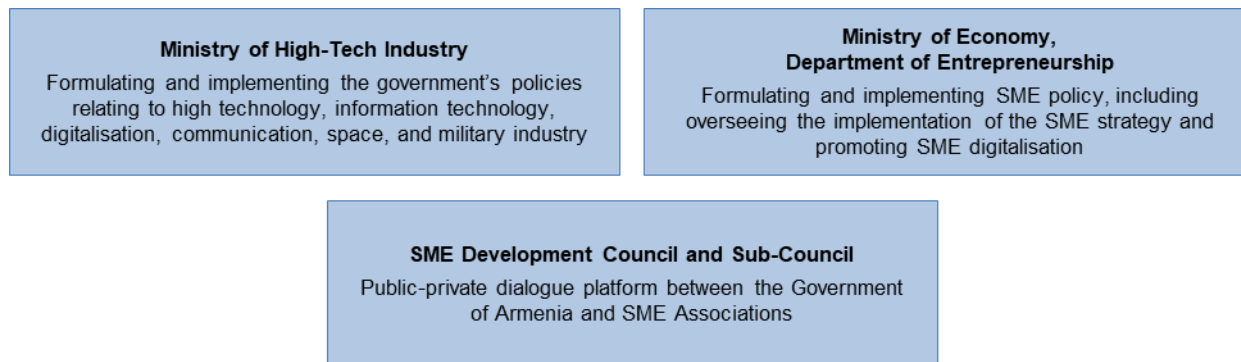 Ministry of High-Tech Industry
Formulating and implementing the government's policies
relating to high technology, information technology,
digitalisation, communication, space, and military industry
Ministry of Economy,
Department of Entrepreneurship
Formulating and implementing SME policy, including
overseeing the implementation of the SME strategy and
promoting SME digitalisation
SME Development Council and Sub-Council
Public-private dialogue platform between the Government
of Armenia and SME Associations